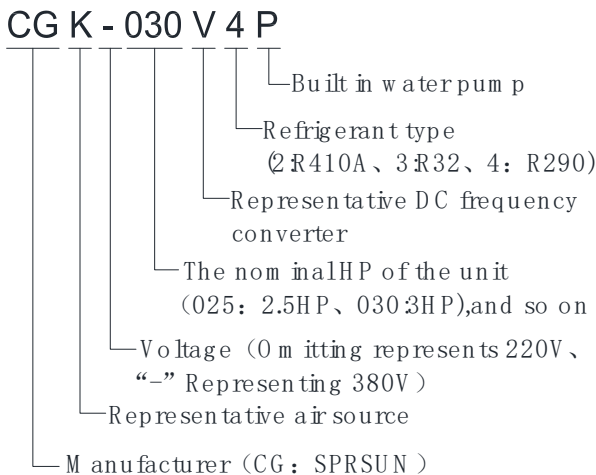 CG K - 030 V 4 P
Built in water pump
Refrigerant type
(2:R410A、3:R32、4：R290)
Representative DC frequency
converter
The nominal HP of the unit
（025：2.5HP、030:3HP),and so on
Voltage（Omitting represents 220V、
“-” Representing 380V）
Representative air source
Manufacturer（CG：SPRSUN）